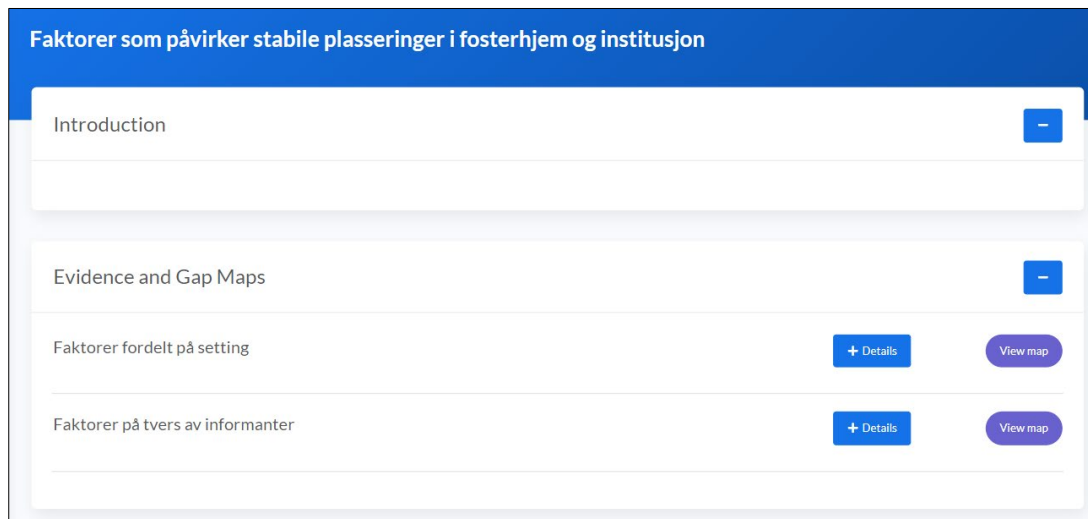 Faktorer som påvirker stabile plasseringer i fosterhjem og institusjon
Introduction
Evidence and Gap Maps
Faktorer fordelt på setting
+ Details
View map
Faktorer på tvers av informanter
+ Details
View map